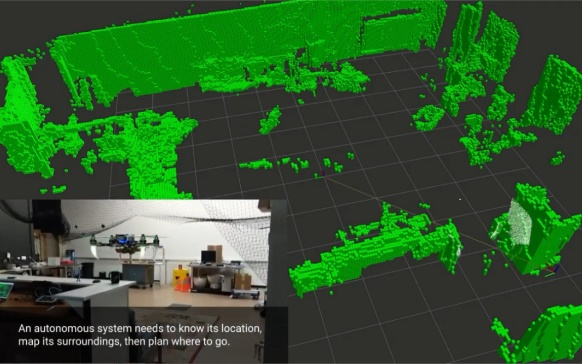 An autonomous system needs to know its location,
map its surroundings, then plan where to go.